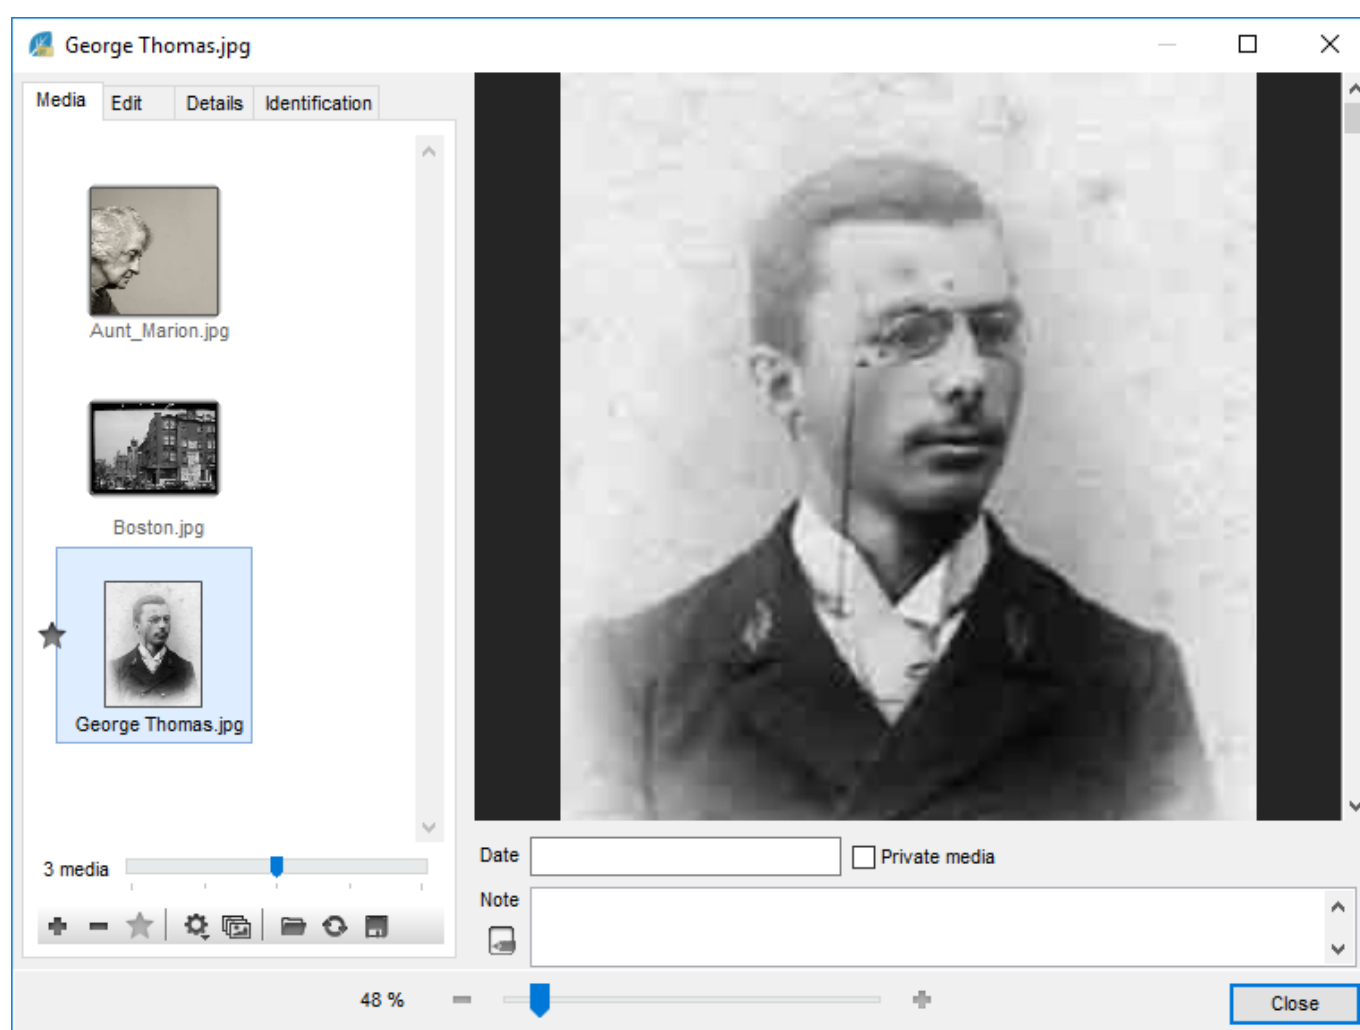 George Thomas.jpg
Media Edit Details Identification
Aunt_Marion.jpg
Boston.jpg
George Thomas.jpg
3 media
Date
Private media
Note
48 %
Close